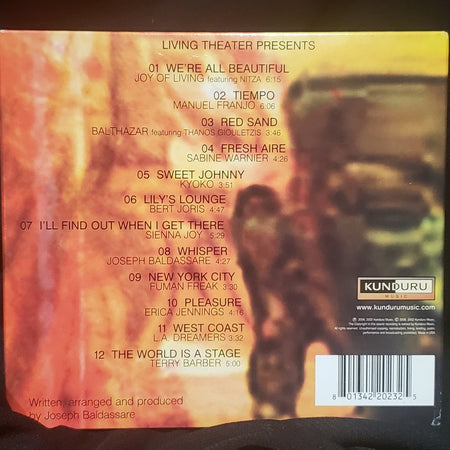 LIVING THEATER PRESENTS
01 WE'RE ALL BEAUTIFUL
JOY OF LIVING featuring NITZA 6:15
02 TIEMPO
MANUEL FRANJO 6:06
03 RED SAND
BALTHAZAR featuring THANOS GIOULETZIS 3:46
04 FRESH AIRE
SABINE WARNIER 4:26
05 SWEET JOHNNY
KYOKO 3:51
06 LILY'S LOUNGE
BERT JORIS 4:47
07 I'LL FIND OUT WHEN I GET THERE
SIENNA JOY 5:29
08 WHISPER
JOSEPH BALDASSARE 4:27
09 NEW YORK CITY
FUMAN FREAK 3:30
10 PLEASURE
ERICA JENNINGS 4:20
11 WEST COAST
L.A. DREAMERS 3:32
12 THE WORLD IS A STAGE
TERRY BARBER 5:00
Written, arranged and produced
by Joseph Baldassare
KUNDURU
MUSIC
www.kundurumusic.com
8 01342 20232 5